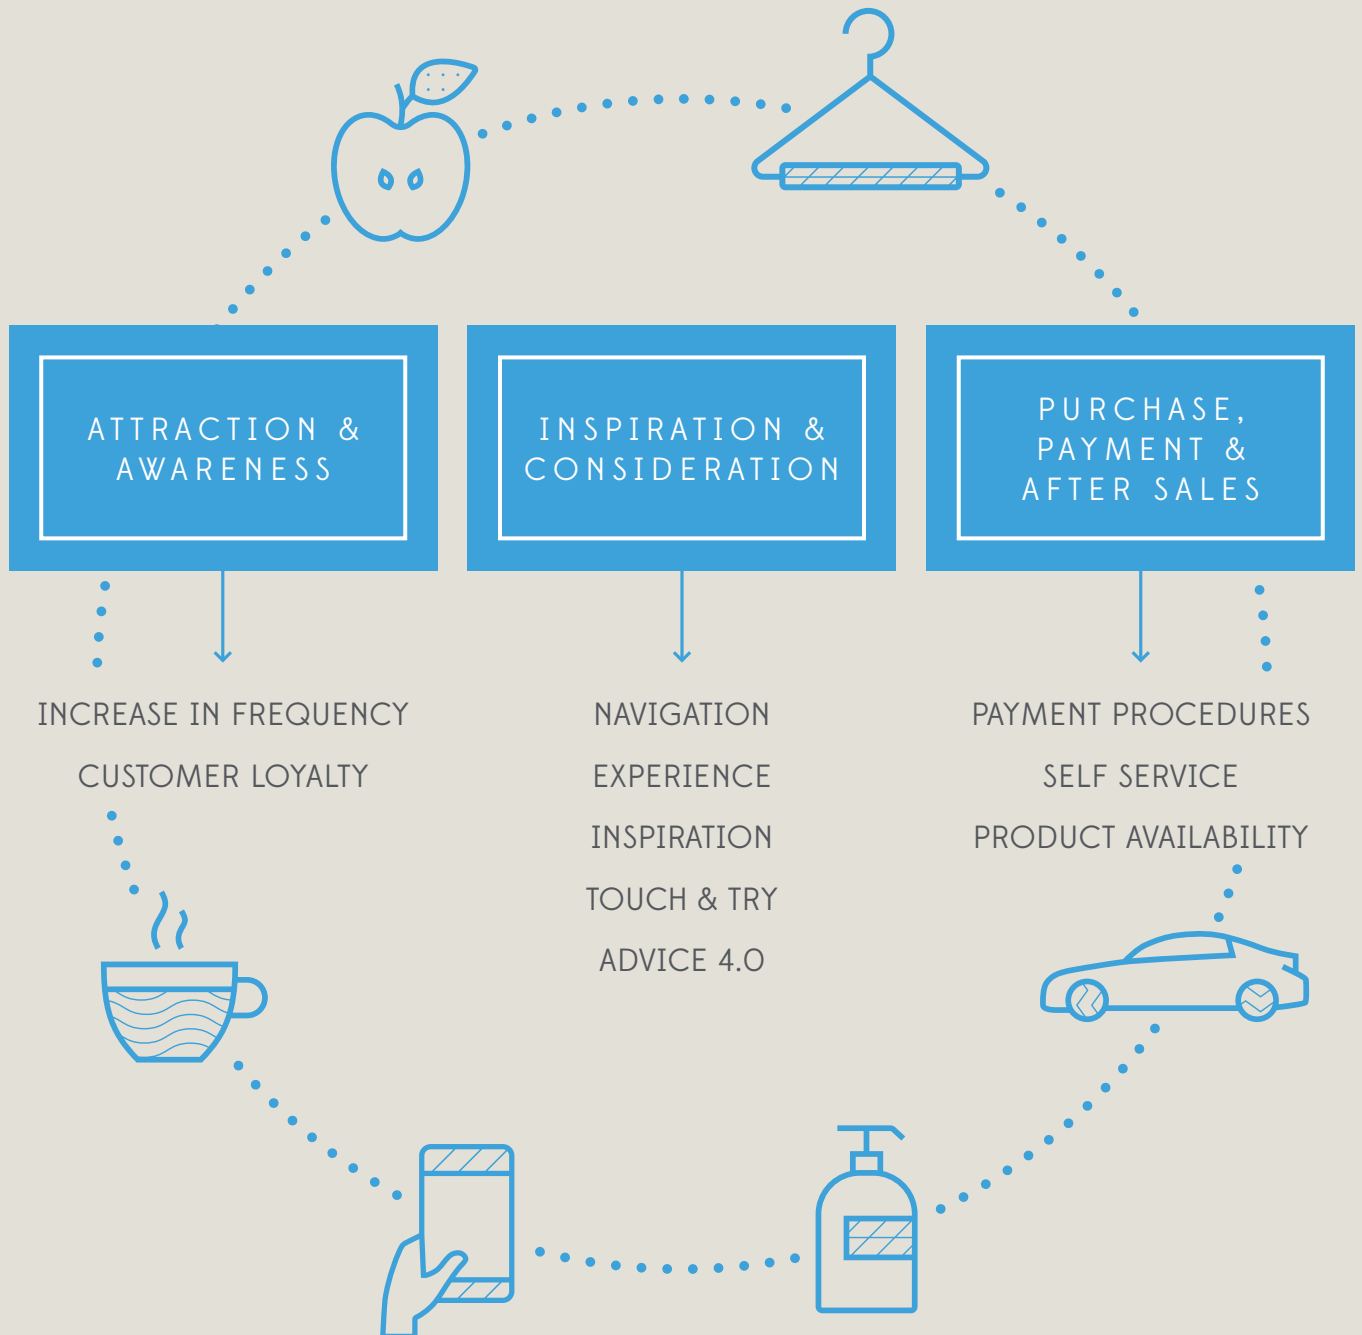 ATTRACTION &
AWARENESS
INSPIRATION &
CONSIDERATION
PURCHASE,
PAYMENT &
AFTER SALES
INCREASE IN FREQUENCY
CUSTOMER LOYALTY
NAVIGATION
EXPERIENCE
INSPIRATION
TOUCH & TRY
ADVICE 4.0
PAYMENT PROCEDURES
SELF SERVICE
PRODUCT AVAILABILITY